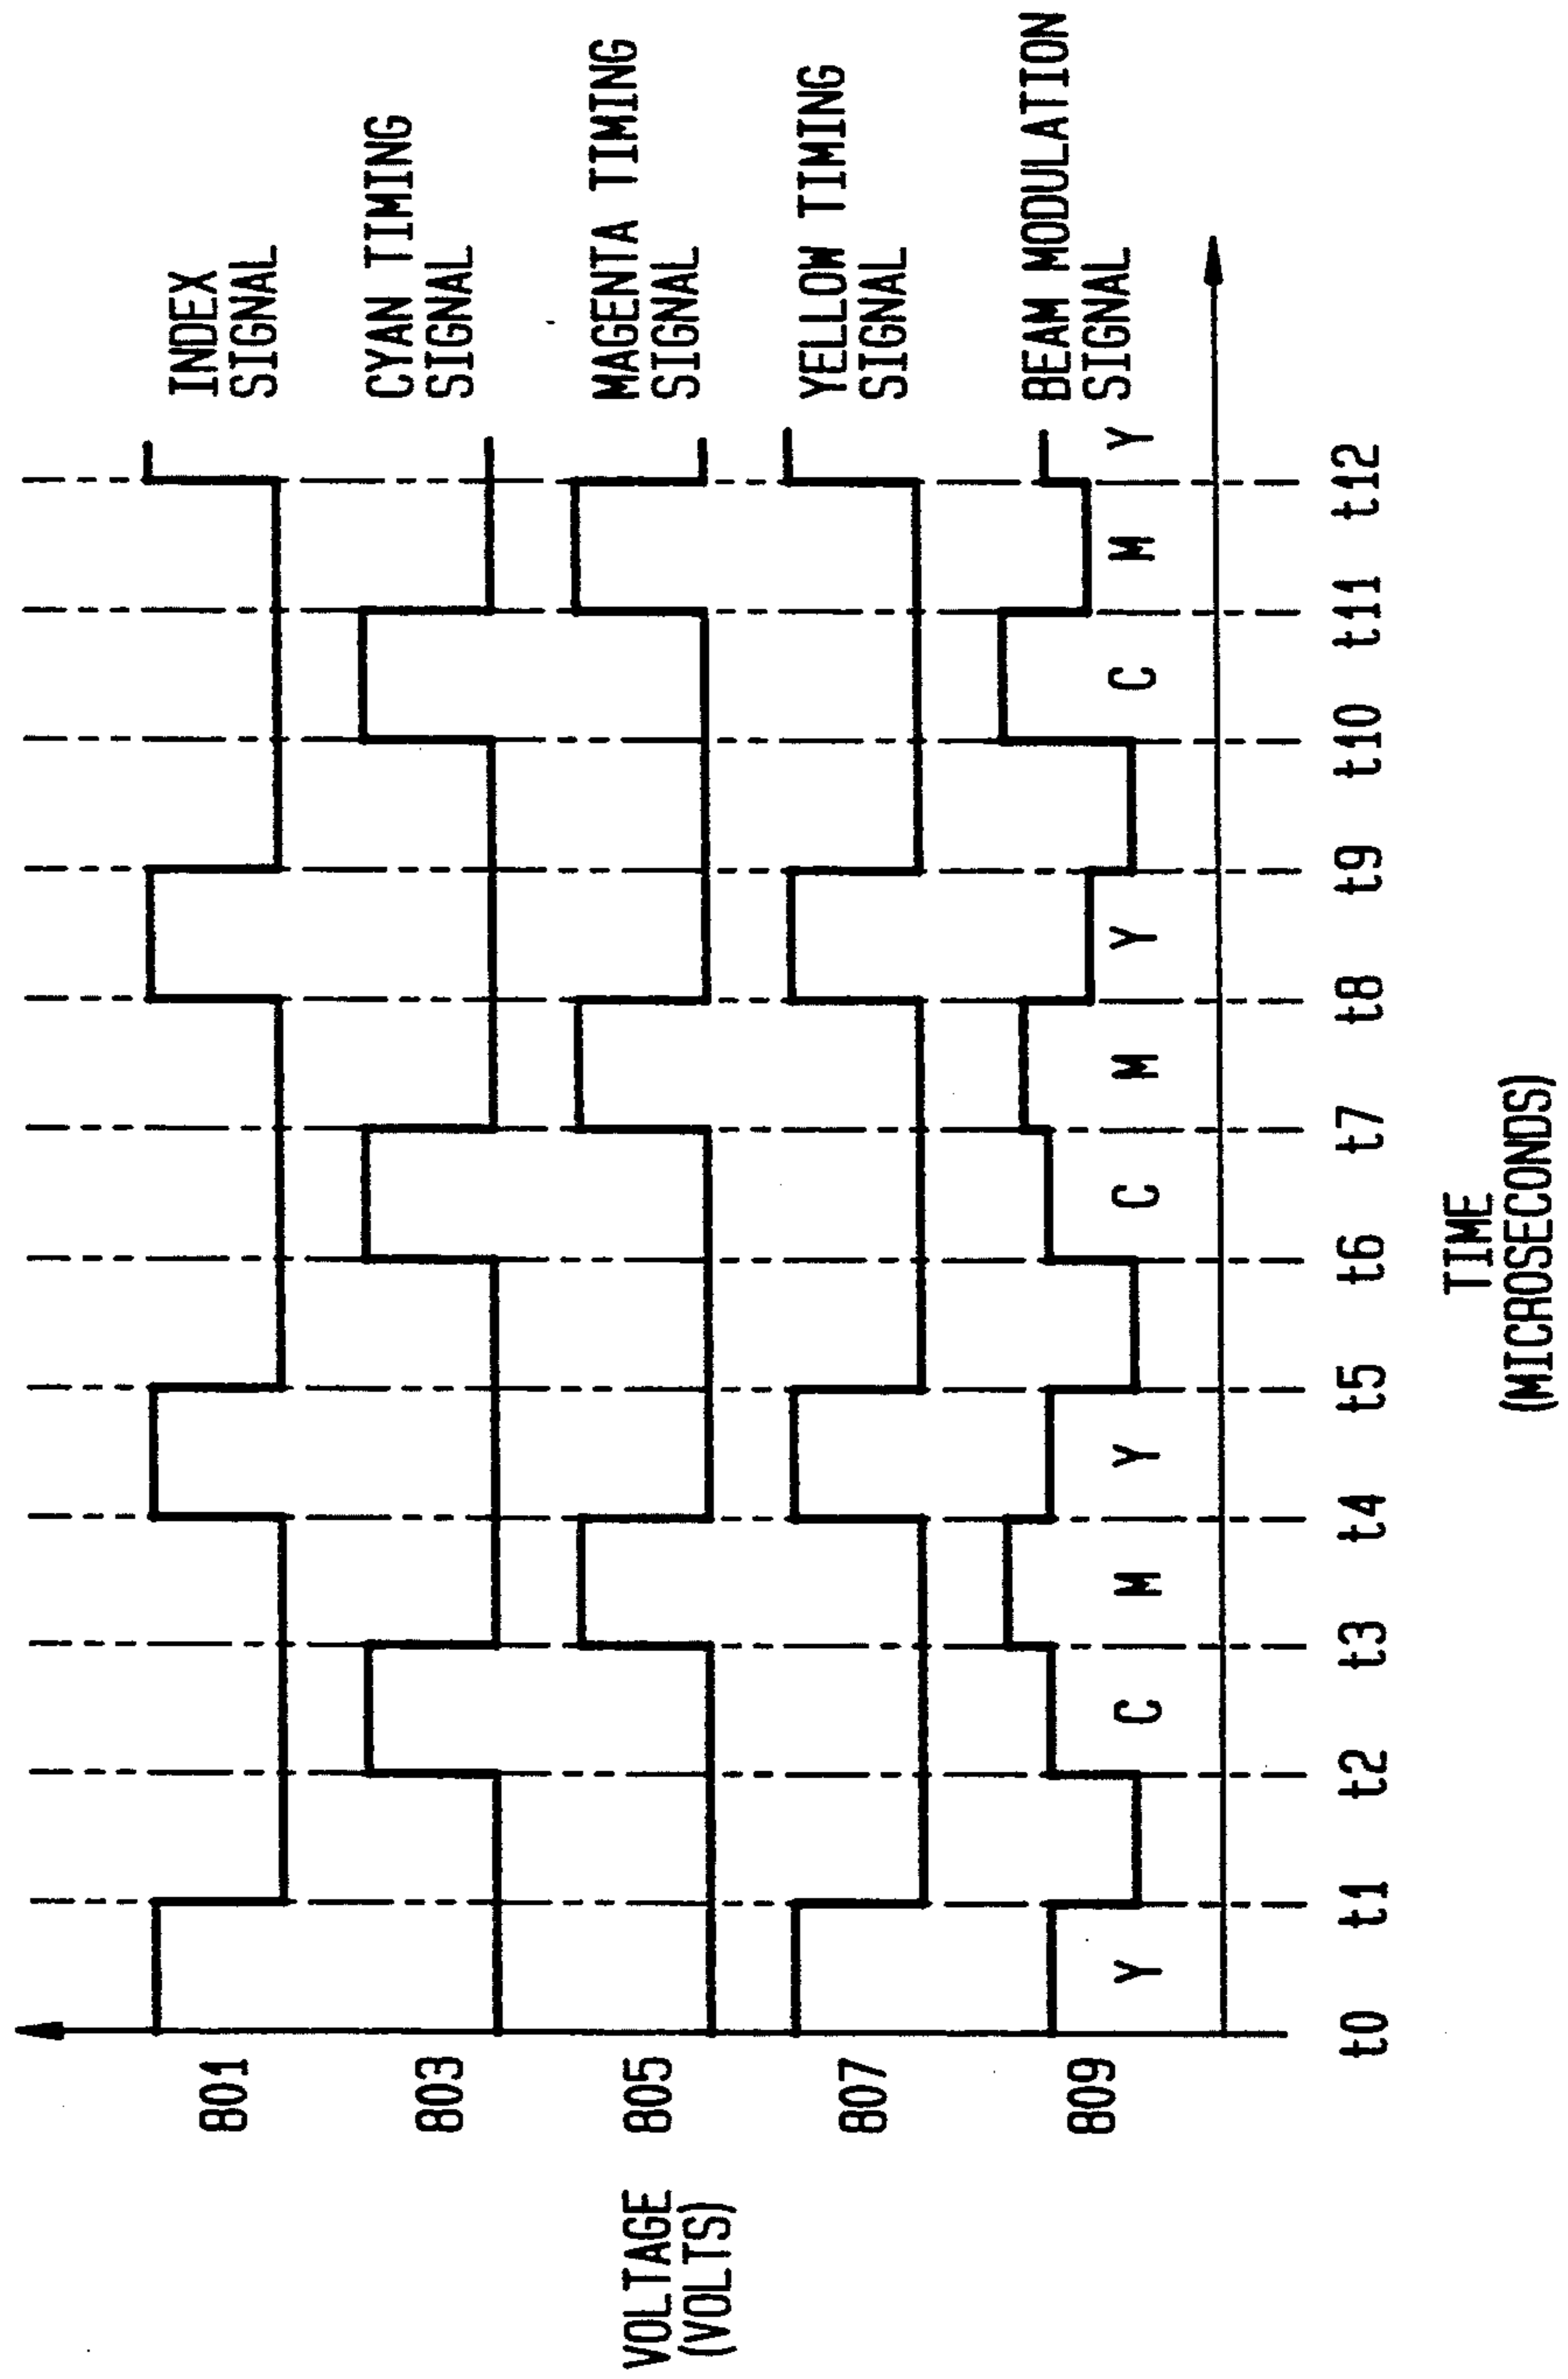 801
INDEX
SIGNAL
803
CYAN TIMING
SIGNAL
VOLTAGE
(VOLTS)
805
MAGENTA TIMING
SIGNAL
807
YELLOW TIMING
SIGNAL
809
BEAM MODULATION
SIGNAL
Y C M Y C M Y C M Y
t0 t1 t2 t3 t4 t5 t6 t7 t8 t9 t10 t11 t12
TIME
(MICROSECONDS)